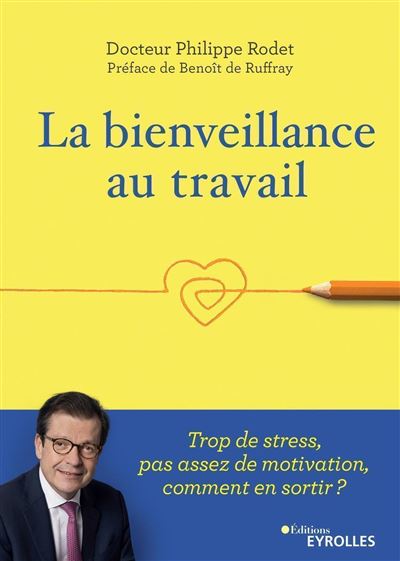 Docteur Philippe Rodet
Préface de Benoît de Ruffray
La bienveillance
au travail
Trop de stress,
pas assez de motivation,
comment en sortir ?
Éditions
EYROLLES